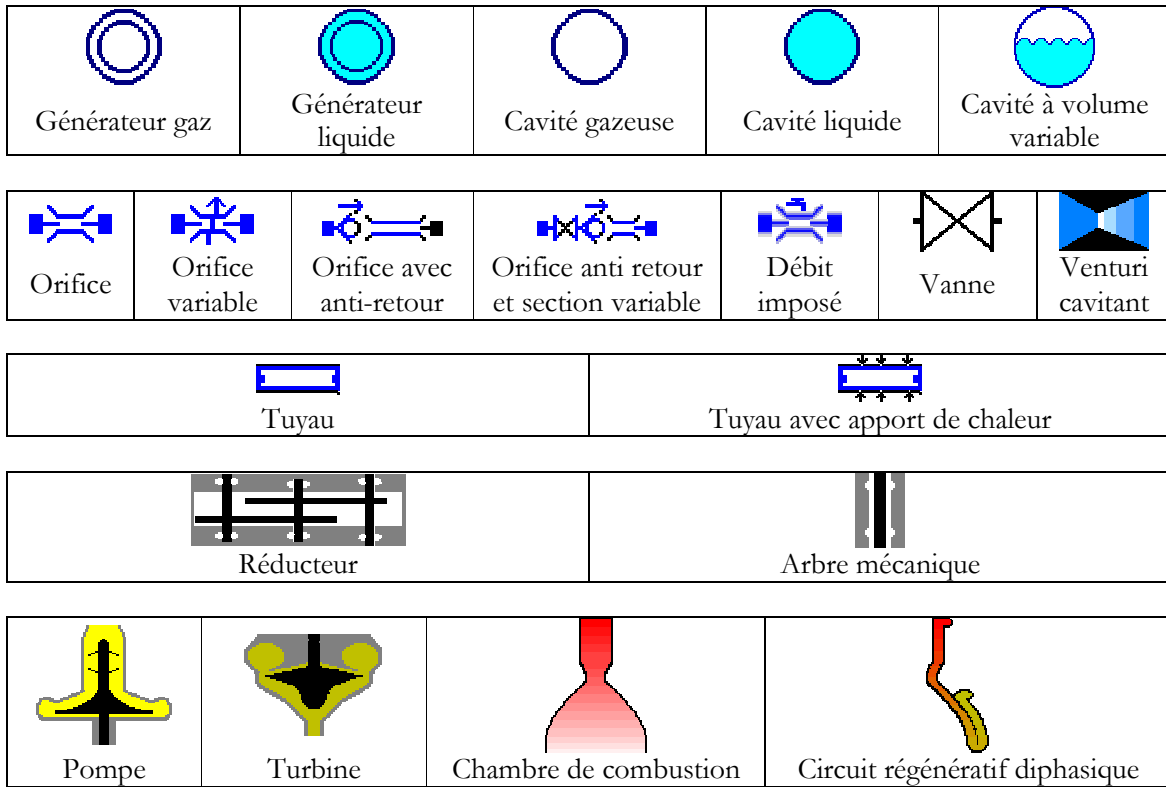 Générateur gaz
Générateur
liquide
Cavité gazeuse
Cavité liquide
Cavité à volume
variable
Orifice
Orifice
variable
Orifice avec
anti-retour
Orifice anti retour
et section variable
Débit
imposé
Vanne
Venturi
cavitant
Tuyau
Tuyau avec apport de chaleur
Réducteur
Arbre mécanique
Pompe
Turbine
Chambre de combustion
Circuit régénératif diphasique